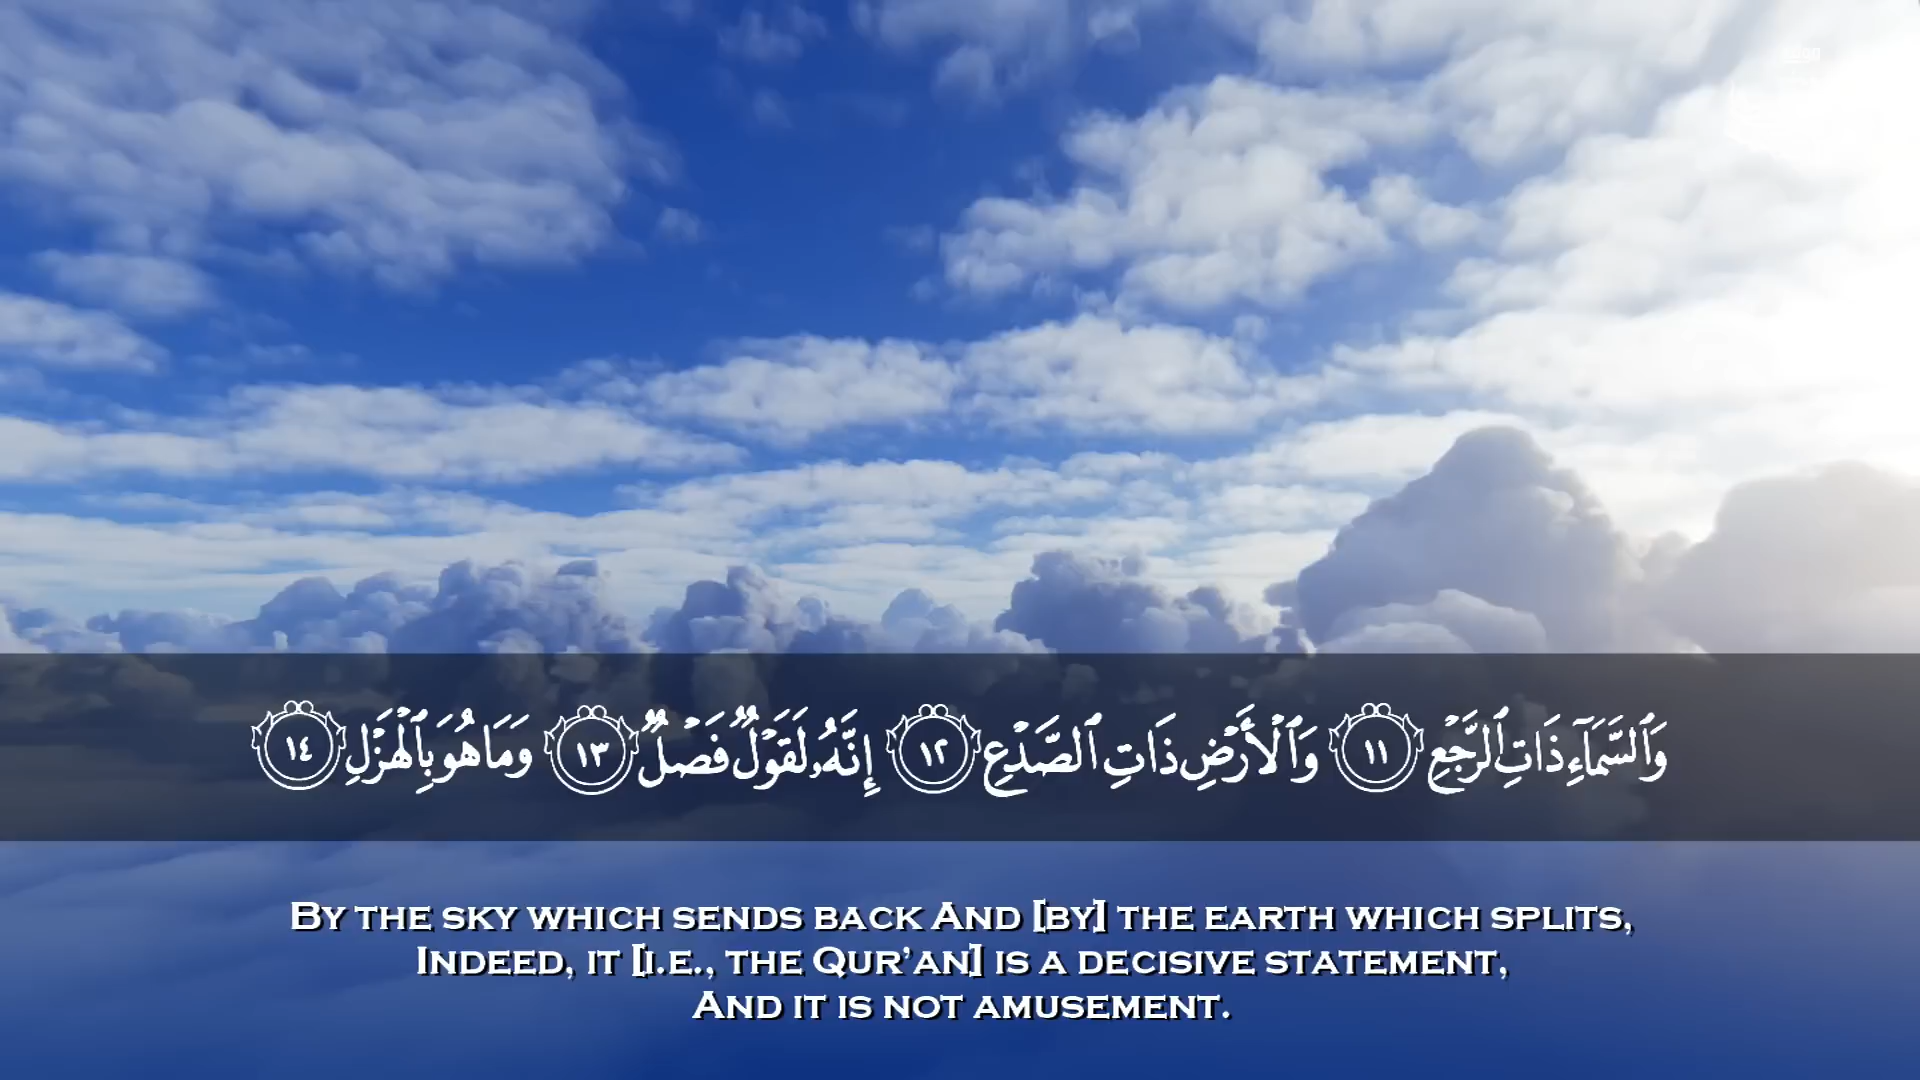 وَٱلسَّمَآءِ ذَاتِ ٱلرَّجْعِ ١١ وَٱلْأَرْضِ ذَاتِ ٱلصَّدْعِ ١٢ إِنَّهُۥ لَقَوْلٌ فَصْلٌ ١٣ وَمَا هُوَ بِٱلْهَزْلِ ١٤
By the sky which sends back And [by] the earth which splits,
Indeed, it [i.e., the Qur’an] is a decisive statement,
And it is not amusement.